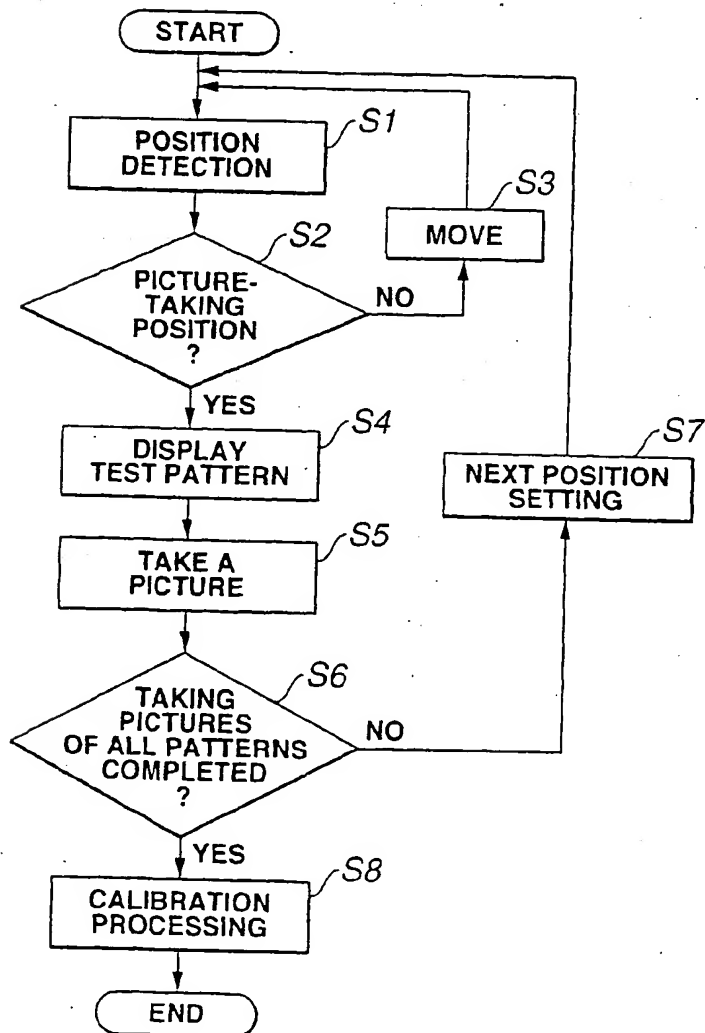 START
S1
POSITION
DETECTION
S3
MOVE
S2
PICTURE-
TAKING
POSITION
?
NO
YES
S4
DISPLAY
TEST PATTERN
S7
NEXT POSITION
SETTING
S5
TAKE A
PICTURE
S6
TAKING
PICTURES
OF ALL PATTERNS
COMPLETED
?
NO
YES
S8
CALIBRATION
PROCESSING
END